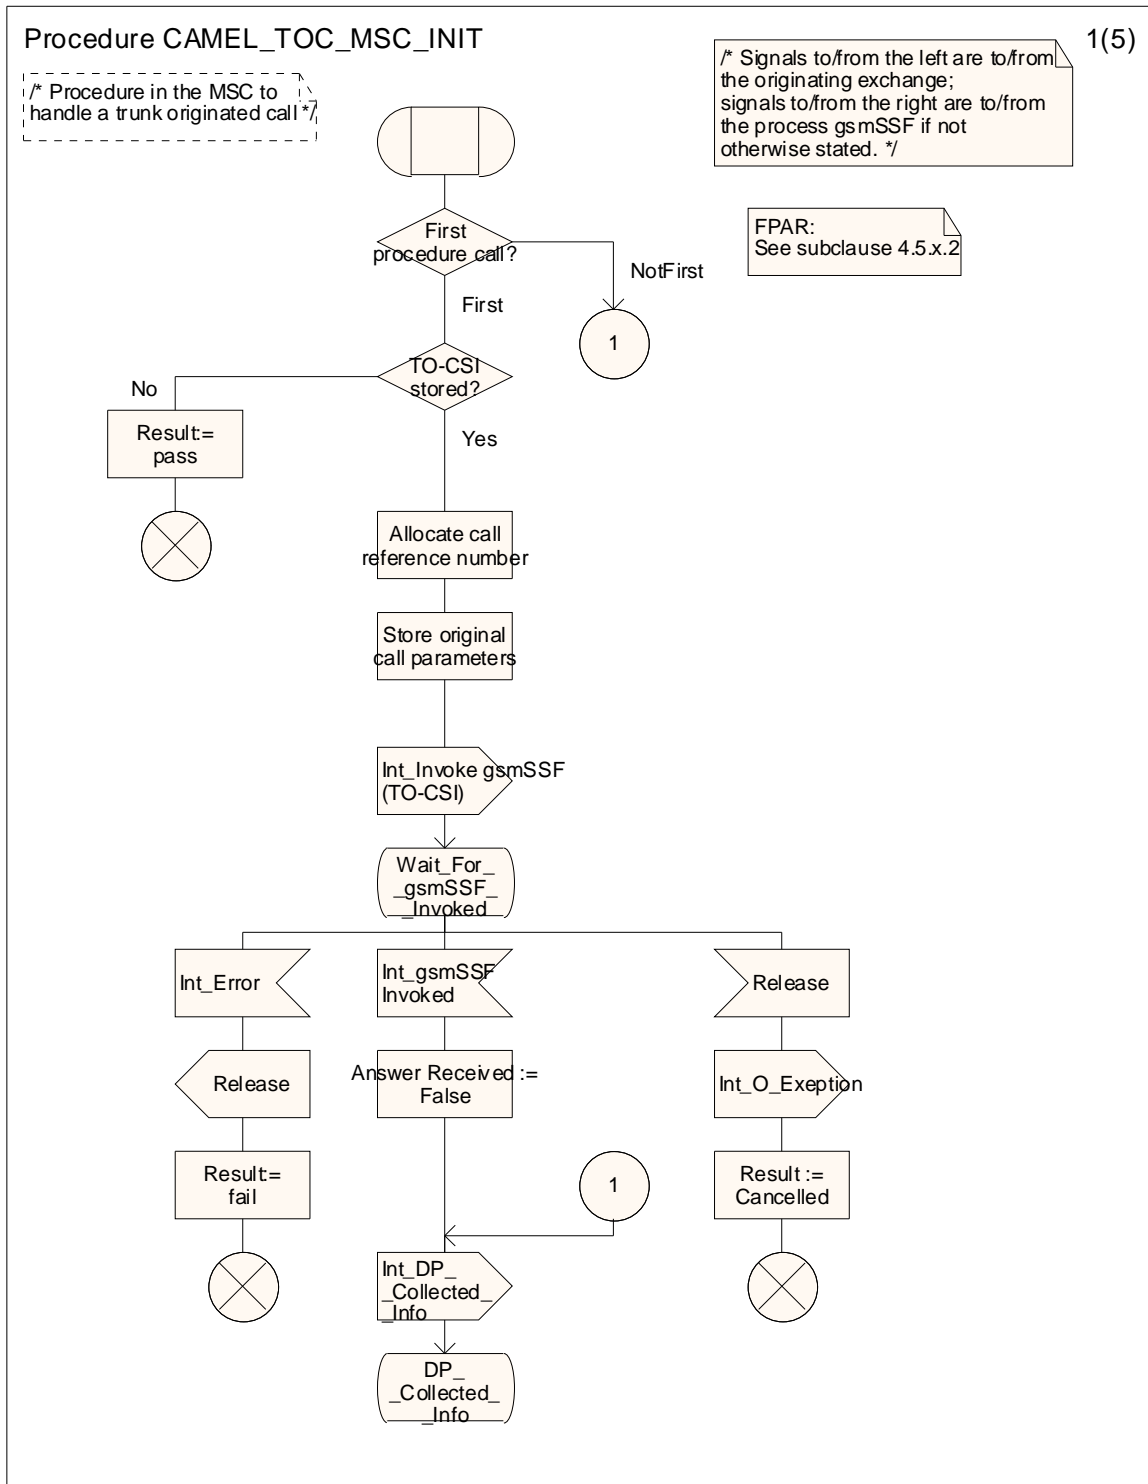 Procedure CAMEL_TOC_MSC_INIT
1(5)
/* Procedure in the MSC to
handle a trunk originated call */
/* Signals to/from the left are to/from
the originating exchange;
signals to/from the right are to/from
the process gsmSSF if not
otherwise stated. */
FPAR:
See subclause 4.5.x.2
First
procedure call?
NotFirst
First
1
TO-CSI
stored?
No
Yes
Result:=
pass
Allocate call
reference number
Store original
call parameters
Int_Invoke gsmSSF
(TO-CSI)
Wait_For_
_gsmSSF_
_Invoked
Int_Error
Int_gsmSSF
Invoked
Release
Release
Answer Received :=
False
Int_O_Exeption
Result:=
fail
1
Result :=
Cancelled
Int_DP_
_Collected_
_Info
DP_
_Collected_
_Info